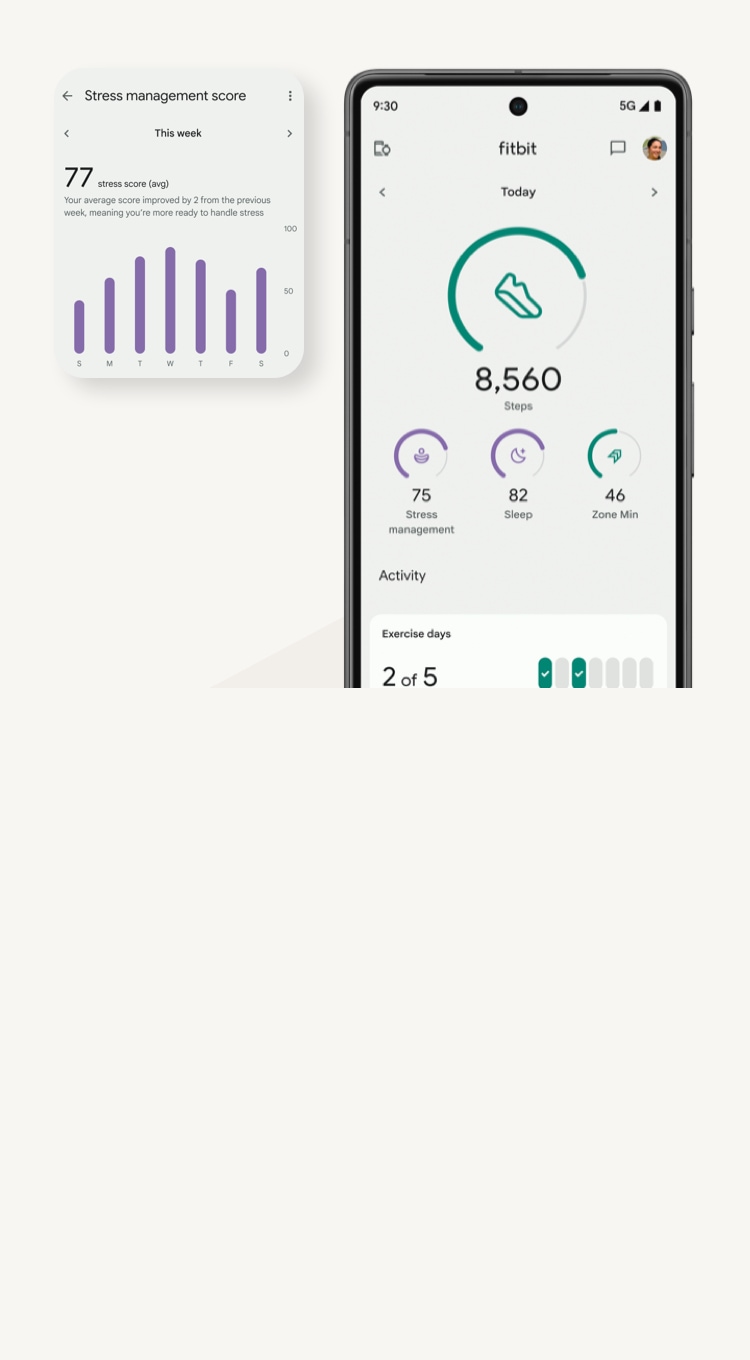 Stress management score
This week
77 stress score (avg)
Your average score improved by 2 from the previous
week, meaning you're more ready to handle stress
100
50
0
S M T W T F S
9:30
5G
fitbit
Today
8,560
Steps
75
Stress
management
82
Sleep
46
Zone Min
Activity
Exercise days
2 of 5